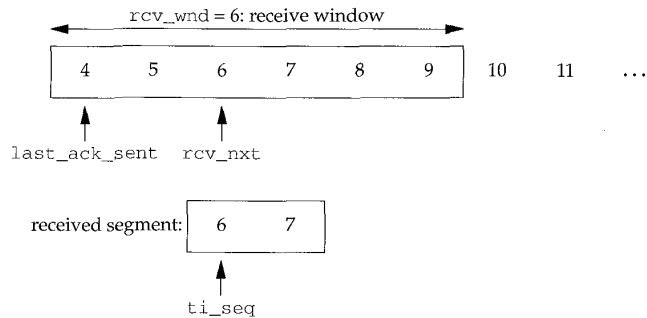 rcv_wnd = 6: receive window
4 5 6 7 8 9 10 11 ...
last_ack_sent rcv_nxt
received segment: 6 7
ti_seq